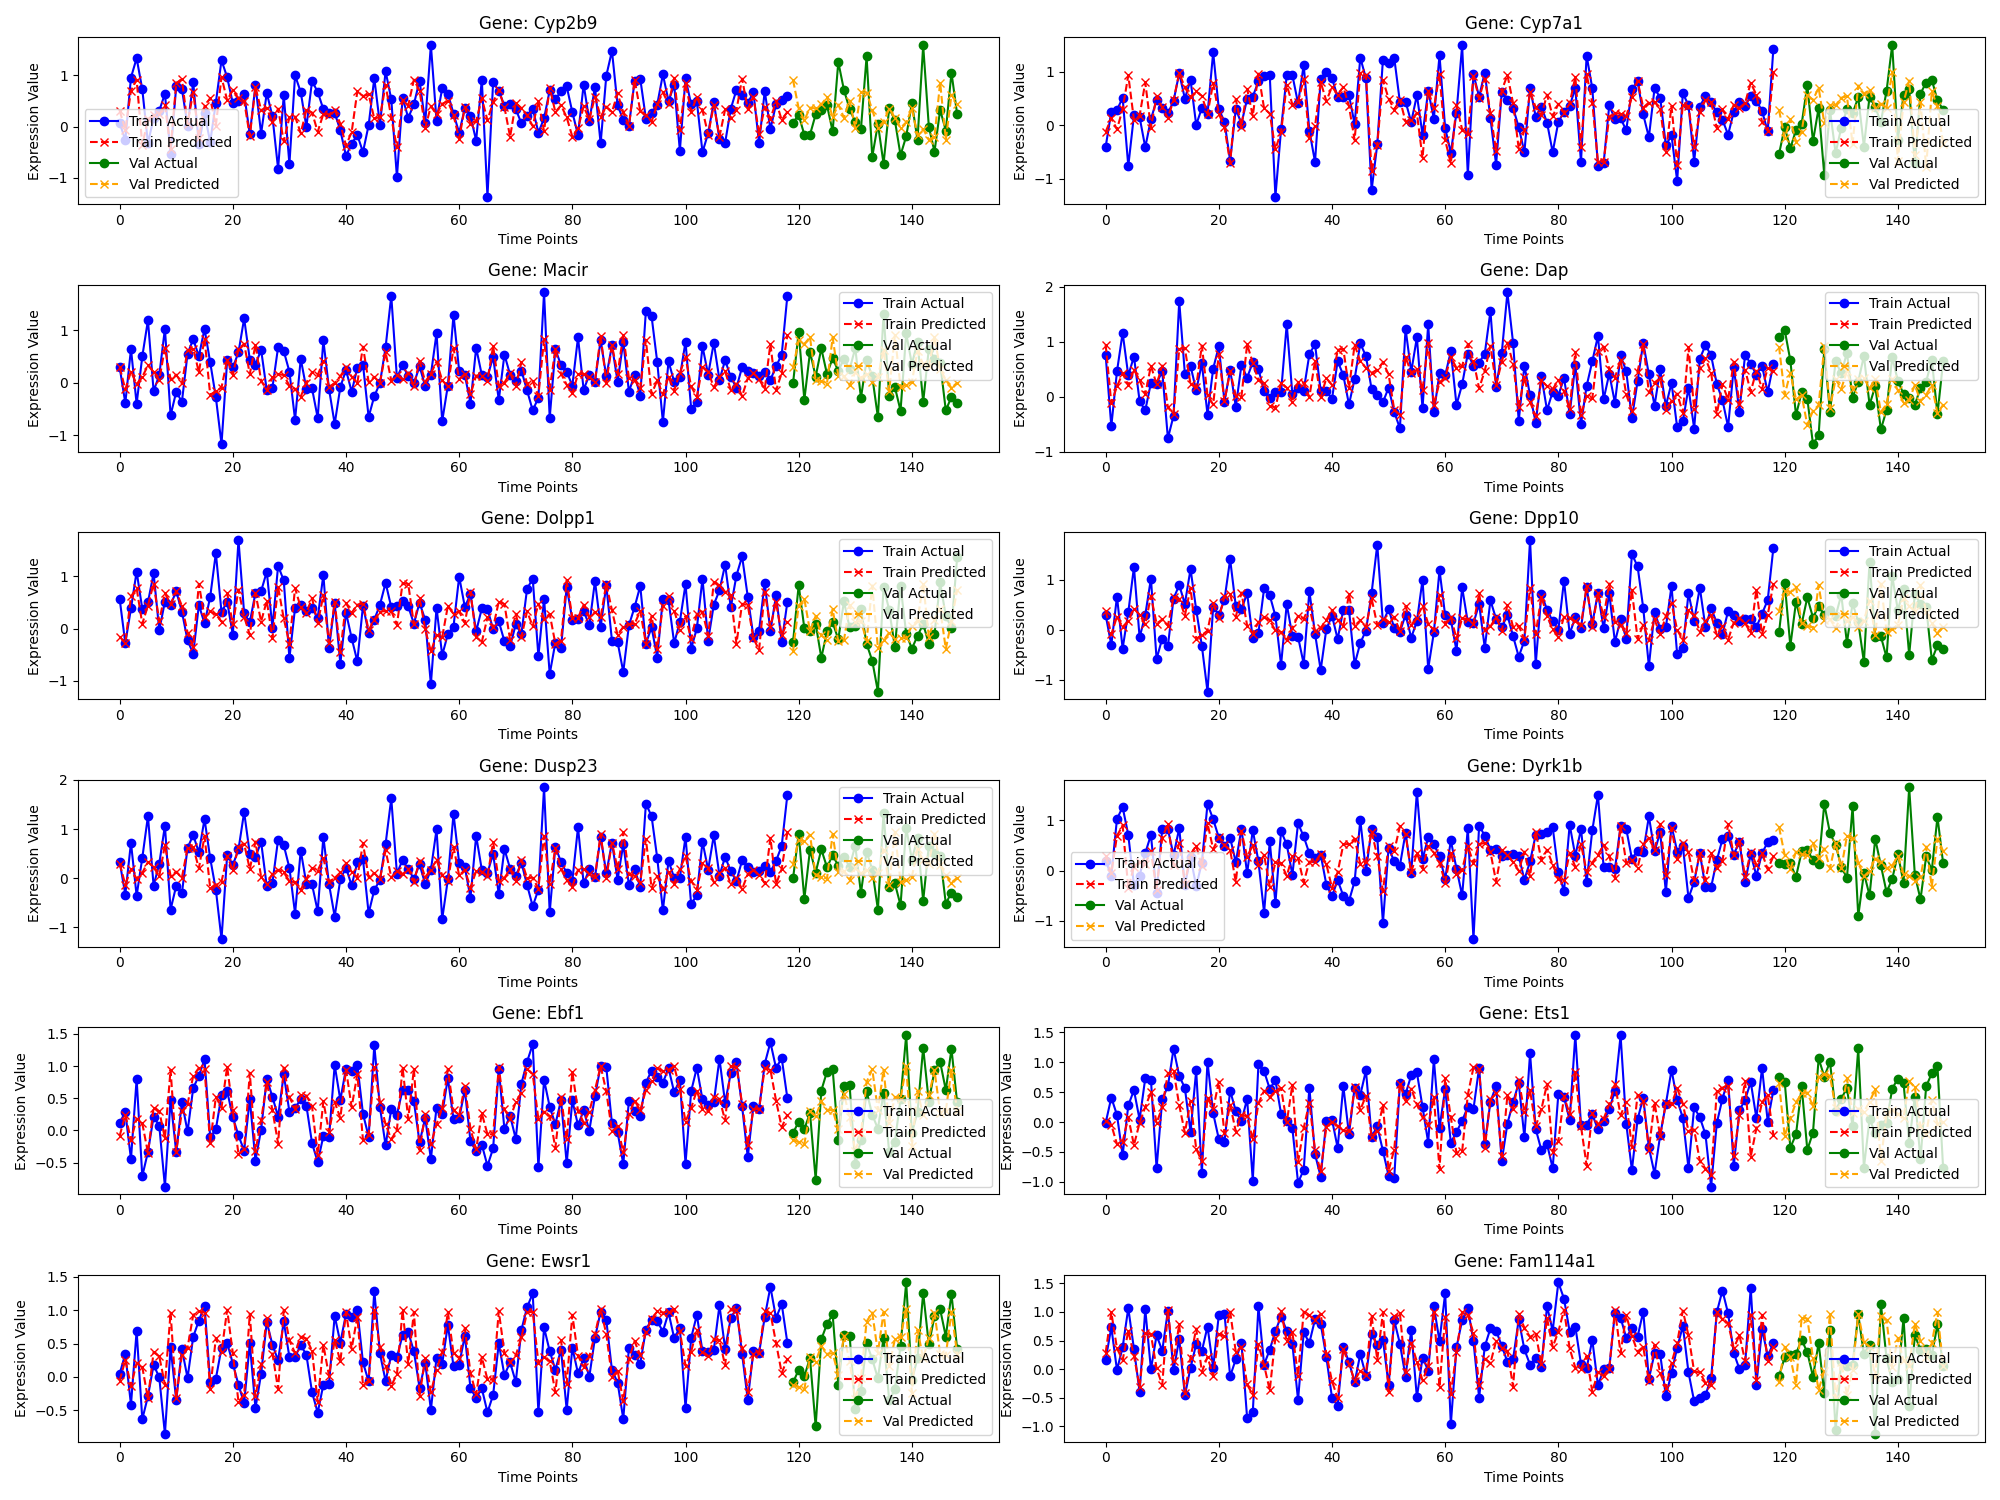 Gene: Cyp2b9
Expression Value
1
0
−1
Train Actual
Train Predicted
Val Actual
Val Predicted
0 20 40 60 80 100 120 140
Time Points
Gene: Cyp7a1
Expression Value
1
0
−1
Train Actual
Train Predicted
Val Actual
Val Predicted
0 20 40 60 80 100 120 140
Time Points
Gene: Macir
Expression Value
1
0
−1
Train Actual
Train Predicted
Val Actual
Val Predicted
0 20 40 60 80 100 120 140
Time Points
Gene: Dap
Expression Value
2
1
0
−1
Train Actual
Train Predicted
Val Actual
Val Predicted
0 20 40 60 80 100 120 140
Time Points
Gene: Dolpp1
Expression Value
1
0
−1
Train Actual
Train Predicted
Val Actual
Val Predicted
0 20 40 60 80 100 120 140
Time Points
Gene: Dpp10
Expression Value
1
0
−1
Train Actual
Train Predicted
Val Actual
Val Predicted
0 20 40 60 80 100 120 140
Time Points
Gene: Dusp23
Expression Value
2
1
0
−1
Train Actual
Train Predicted
Val Actual
Val Predicted
0 20 40 60 80 100 120 140
Time Points
Gene: Dyrk1b
Expression Value
1
0
−1
Train Actual
Train Predicted
Val Actual
Val Predicted
0 20 40 60 80 100 120 140
Time Points
Gene: Ebf1
Expression Value
1.5
1.0
0.5
0.0
−0.5
Train Actual
Train Predicted
Val Actual
Val Predicted
0 20 40 60 80 100 120 140
Time Points
Gene: Ets1
Expression Value
1.5
1.0
0.5
0.0
−0.5
−1.0
Train Actual
Train Predicted
Val Actual
Val Predicted
0 20 40 60 80 100 120 140
Time Points
Gene: Ewsr1
Expression Value
1.5
1.0
0.5
0.0
−0.5
Train Actual
Train Predicted
Val Actual
Val Predicted
0 20 40 60 80 100 120 140
Time Points
Gene: Fam114a1
Expression Value
1.5
1.0
0.5
0.0
−0.5
−1.0
Train Actual
Train Predicted
Val Actual
Val Predicted
0 20 40 60 80 100 120 140
Time Points